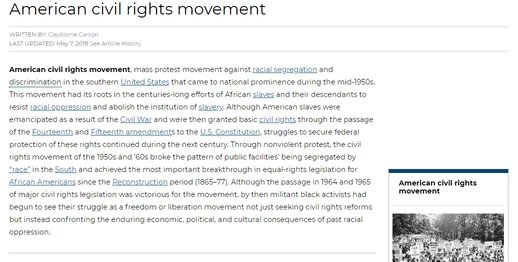 American civil rights movement
WRITTEN BY: Clayborne Carson
LAST UPDATED: May 7, 2018 See Article History
American civil rights movement, mass protest movement against racial segregation and
discrimination in the southern United States that came to national prominence during the mid-1950s.
This movement had its roots in the centuries-long efforts of African slaves and their descendants to
resist racial oppression and abolish the institution of slavery. Although American slaves were
emancipated as a result of the Civil War and were then granted basic civil rights through the passage
of the Fourteenth and Fifteenth amendments to the U.S. Constitution, struggles to secure federal
protection of these rights continued during the next century. Through nonviolent protest, the civil
rights movement of the 1950s and '60s broke the pattern of public facilities' being segregated by
"race" in the South and achieved the most important breakthrough in equal-rights legislation for
African Americans since the Reconstruction period (1865–77). Although the passage in 1964 and 1965
of major civil rights legislation was victorious for the movement, by then militant black activists had
begun to see their struggle as a freedom or liberation movement not just seeking civil rights reforms
but instead confronting the enduring economic, political, and cultural consequences of past racial
oppression.
American civil rights
movement